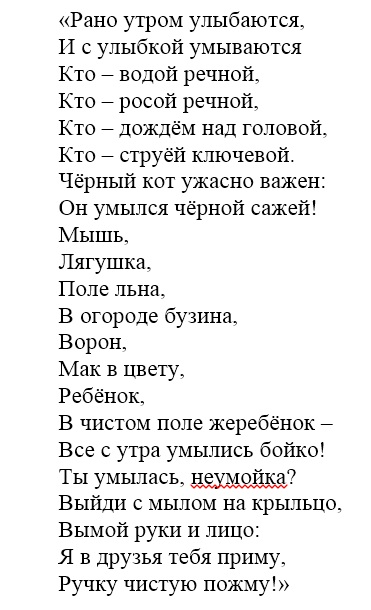 «Рано утром улыбаются,
И с улыбкой умываются
Кто – водой речной,
Кто – росой речной,
Кто – дождём над головой,
Кто – струёй ключевой.
Чёрный кот ужасно важен:
Он умылся чёрной сажей!
Мышь,
Лягушка,
Поле льна,
В огороде бузина,
Ворон,
Мак в цвету,
Ребёнок,
В чистом поле жеребёнок –
Все с утра умылись бойко!
Ты умылась, неумойка?
Выйди с мылом на крыльцо,
Вымой руки и лицо:
Я в друзья тебя приму,
Ручку чистую пожму!»